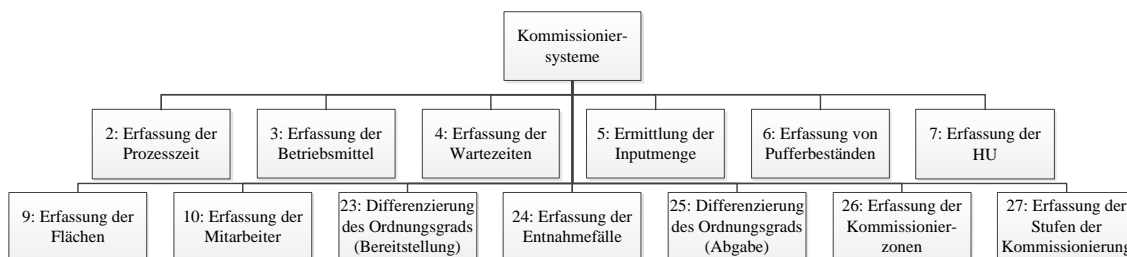 Kommissionier-
systeme
2: Erfassung der
Prozesszeit
3: Erfassung der
Betriebsmittel
4: Erfassung der
Wartezeiten
5: Ermittlung der
Inputmenge
6: Erfassung von
Pufferbeständen
7: Erfassung der
HU
9: Erfassung der
Flächen
10: Erfassung der
Mitarbeiter
23: Differenzierung
des Ordnungsgrads
(Bereitstellung)
24: Erfassung der
Entnahmefälle
25: Differenzierung
des Ordnungsgrads
(Abgabe)
26: Erfassung der
Kommissionier-
zonen
27: Erfassung der
Stufen der
Kommissionierung